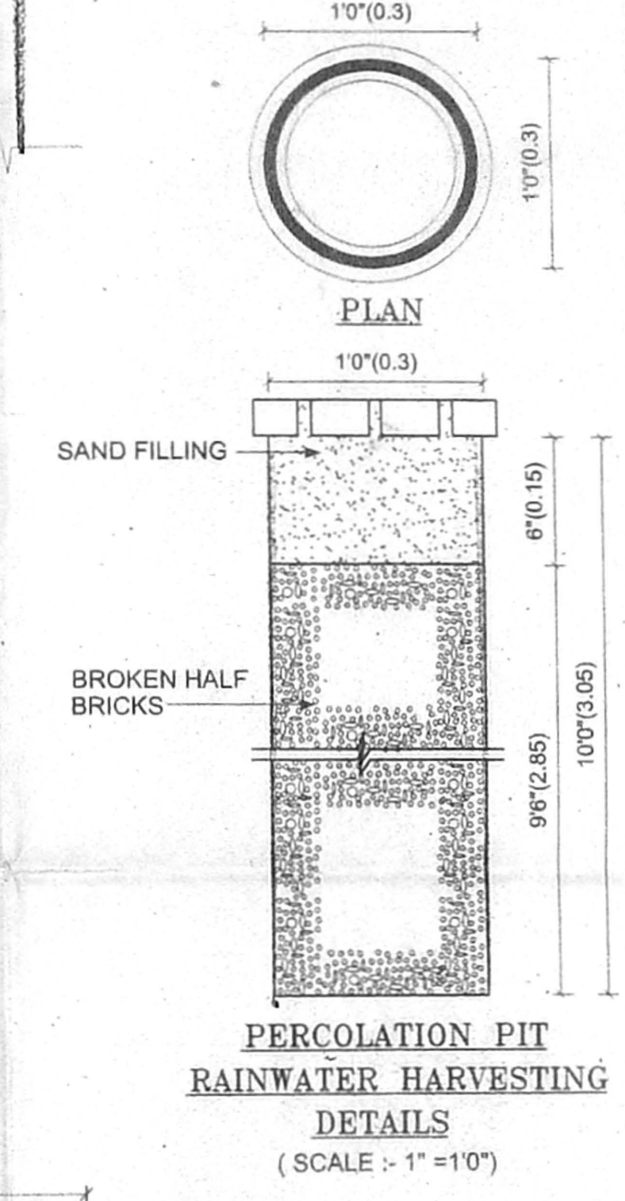 1'0"(0.3)
1'0"(0.3)
PLAN
1'0"(0.3)
SAND FILLING
6"(0.15)
BROKEN HALF
BRICKS
9'6"(2.85)
10'0"(3.05)
PERCOLATION PIT
RAINWATER HARVESTING
DETAILS
( SCALE :- 1" =1'0")